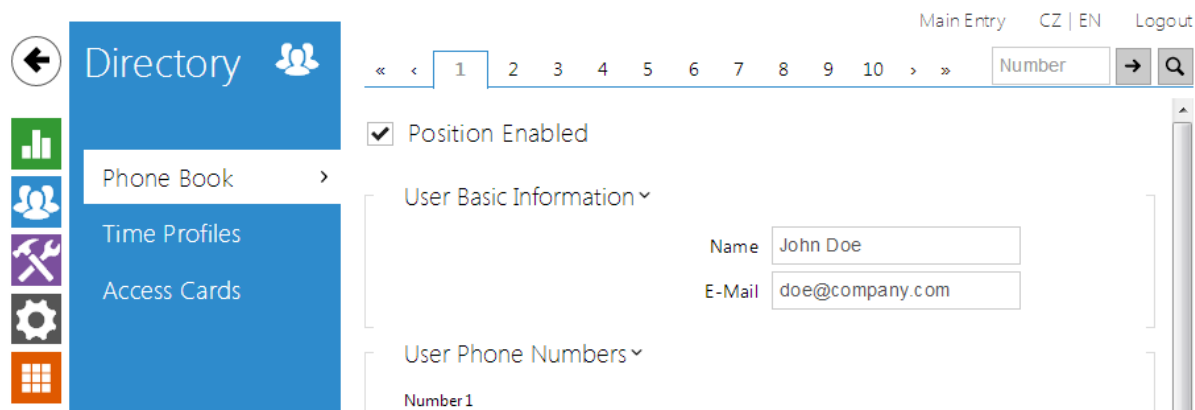 Main Entry CZ | EN Logout
Directory
« ‹ 1 2 3 4 5 6 7 8 9 10 › » Number
Position Enabled
Phone Book ›
User Basic Information
Time Profiles
Name John Doe
Access Cards
E-Mail doe@company.com
User Phone Numbers
Number 1